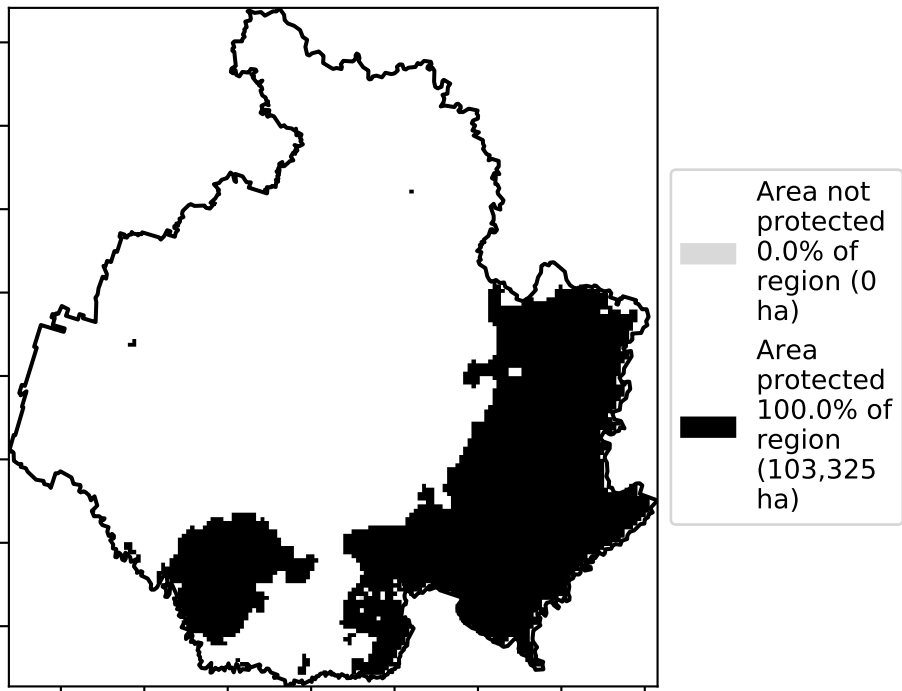 Area not
protected
0.0% of
region (0
ha)
Area
protected
100.0% of
region
(103,325
ha)